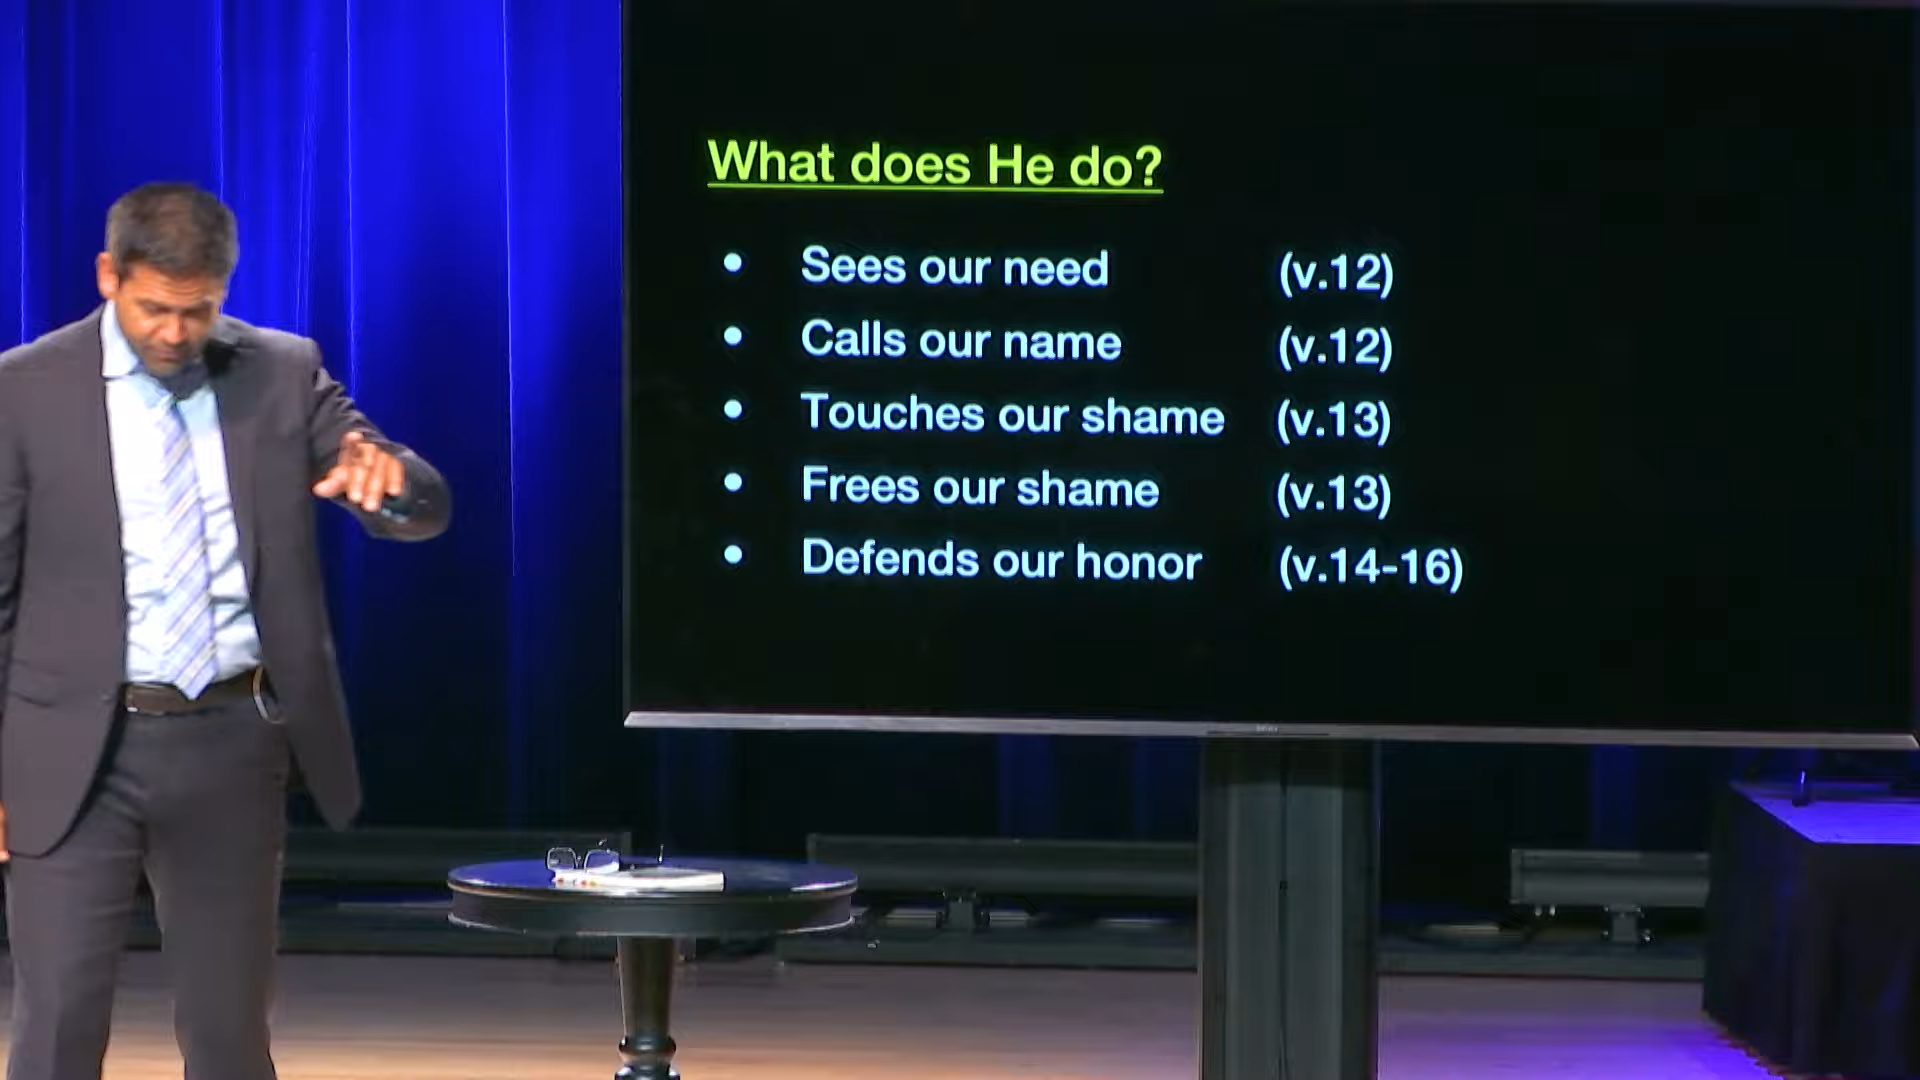 What does He do?
• Sees our need (v.12)
• Calls our name (v.12)
• Touches our shame (v.13)
• Frees our shame (v.13)
• Defends our honor (v.14-16)